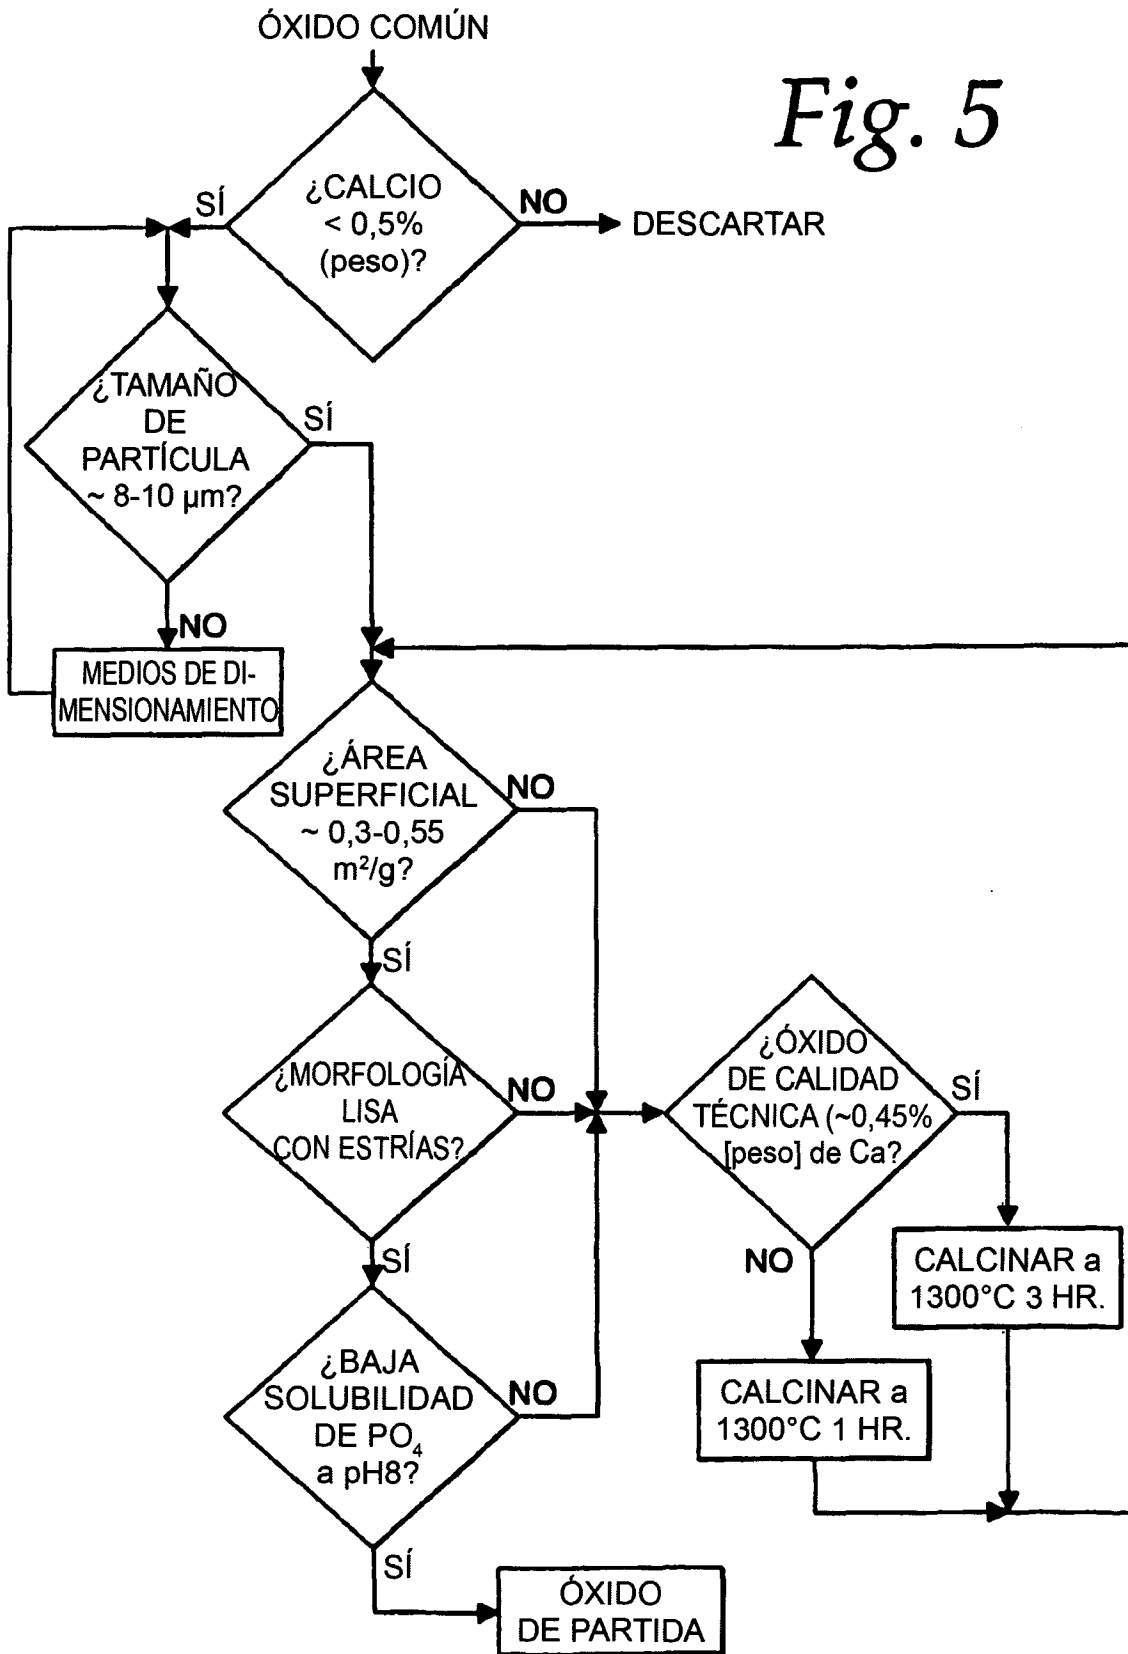 ÓXIDO COMÚN
Fig. 5
¿CALCIO
< 0,5%
(peso)?
SÍ
NO
DESCARTAR
¿TAMAÑO
DE
PARTÍCULA
~ 8-10 µm?
SÍ
NO
MEDIOS DE DI-
MENSIONAMIENTO
¿ÁREA
SUPERFICIAL
~ 0,3-0,55
m²/g?
NO
SÍ
¿MORFOLOGÍA
LISA
CON ESTRÍAS?
NO
SÍ
¿ÓXIDO
DE CALIDAD
TÉCNICA (~0,45%
[peso] de Ca?
SÍ
NO
CALCINAR a
1300°C 3 HR.
CALCINAR a
1300°C 1 HR.
¿BAJA
SOLUBILIDAD
DE PO₄
a pH8?
NO
SÍ
ÓXIDO
DE PARTIDA